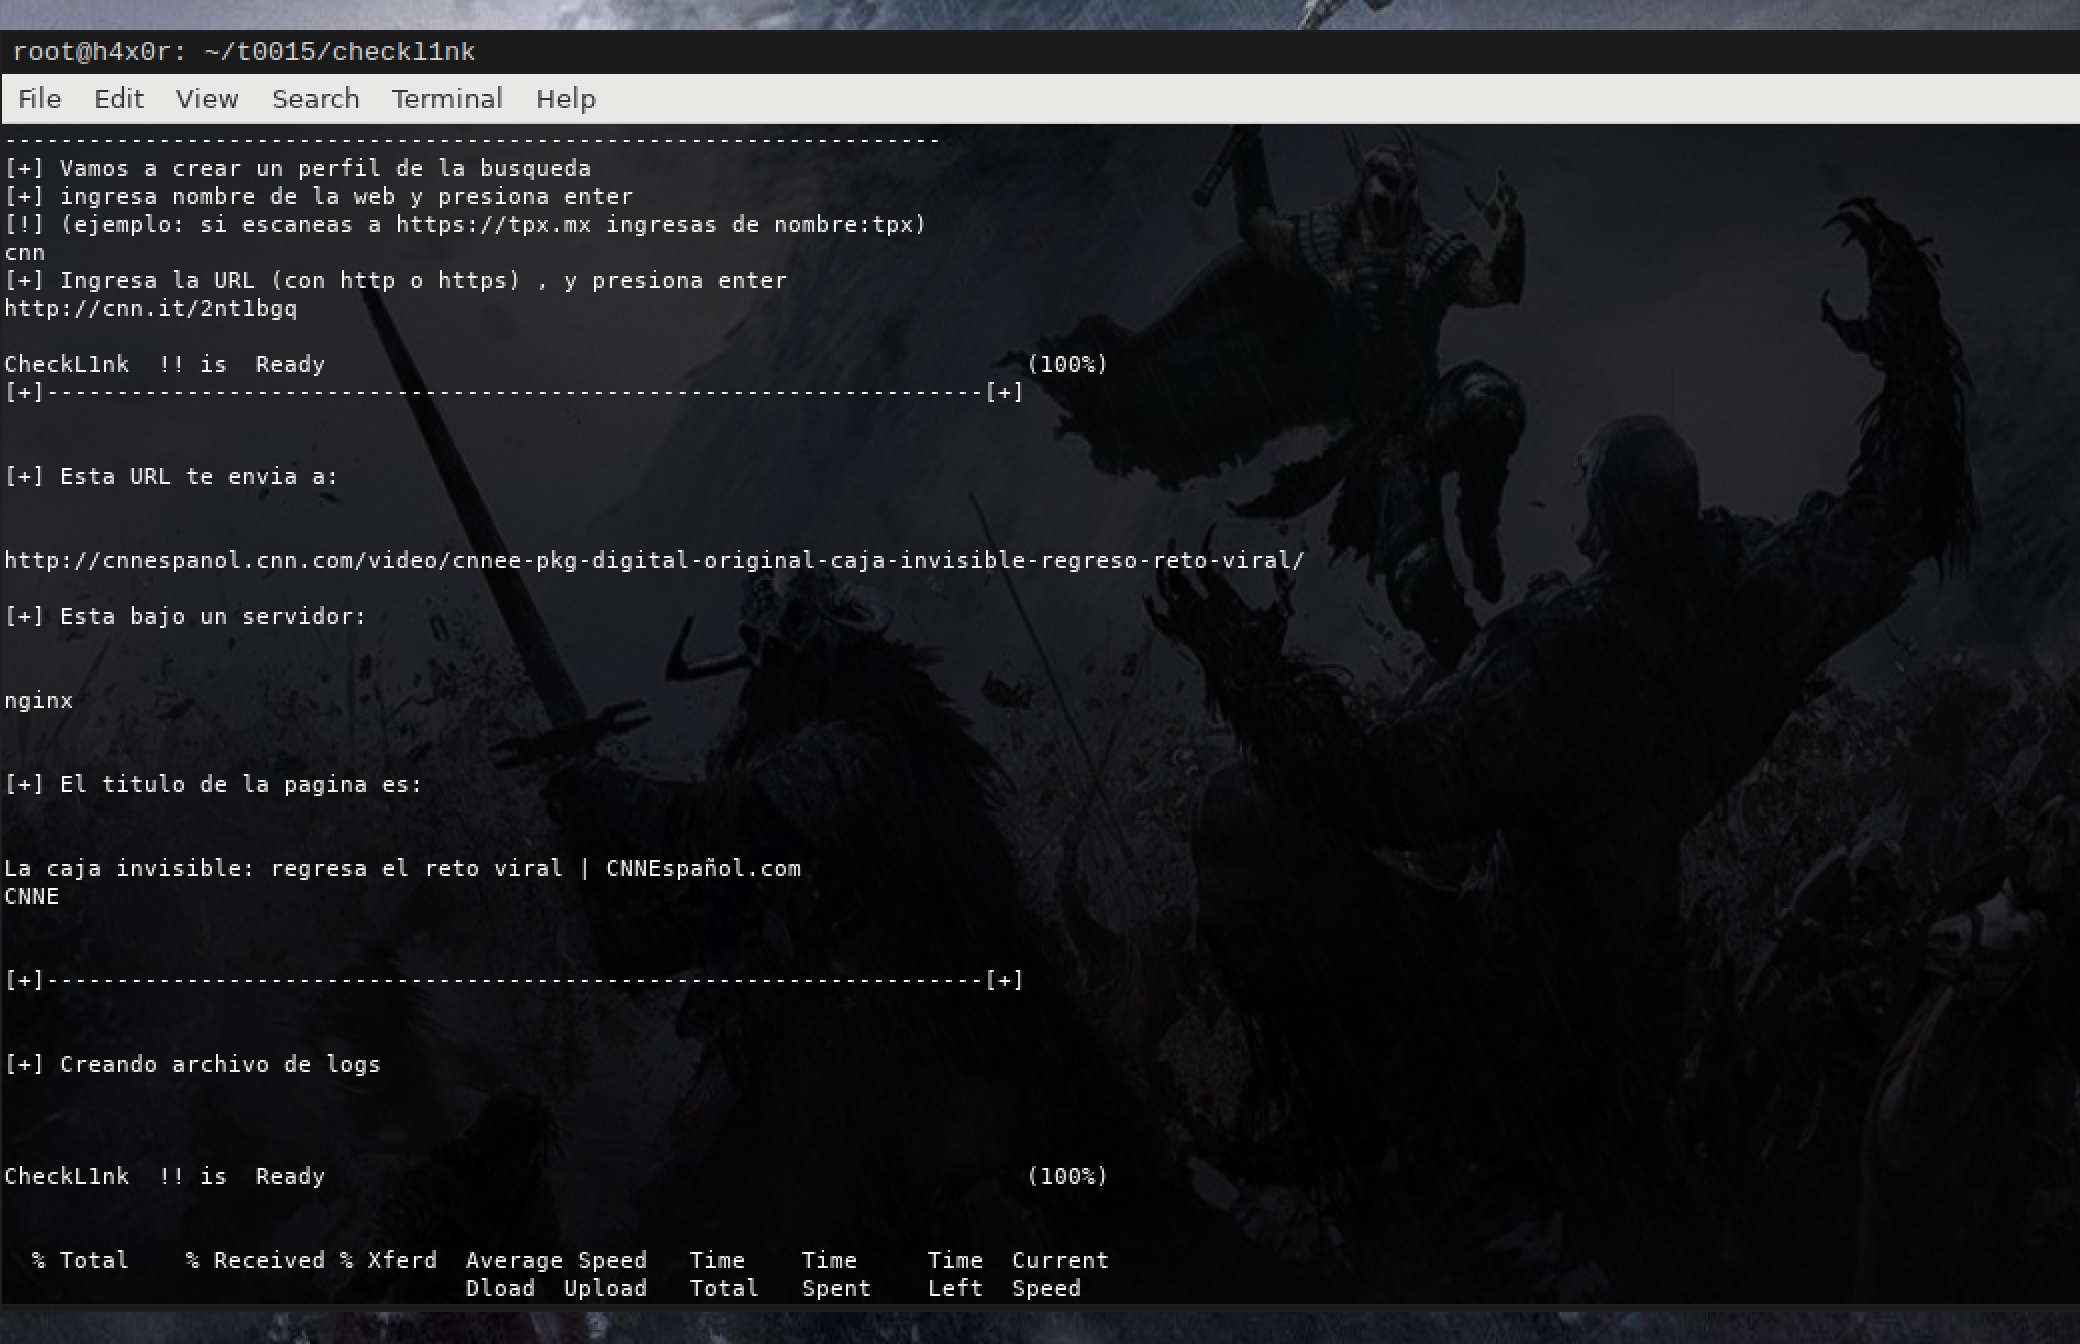 root@h4x0r: ~/t0015/checkl1nk
File Edit View Search Terminal Help
-------------------------------------------------------------------
[+] Vamos a crear un perfil de la busqueda
[+] ingresa nombre de la web y presiona enter
[!] (ejemplo: si escaneas a https://tpx.mx ingresas de nombre:tpx)
cnn
[+] Ingresa la URL (con http o https) , y presiona enter
http://cnn.it/2nt1bgq
CheckL1nk  !! is  Ready (100%)
[+]-------------------------------------------------------------------[+]
[+] Esta URL te envia a:
http://cnnespanol.cnn.com/video/cnnee-pkg-digital-original-caja-invisible-regreso-reto-viral/
[+] Esta bajo un servidor:
nginx
[+] El titulo de la pagina es:
La caja invisible: regresa el reto viral | CNNEspañol.com
CNNE
[+]-------------------------------------------------------------------[+]
[+] Creando archivo de logs
CheckL1nk  !! is  Ready (100%)
% Total    % Received % Xferd  Average Speed   Time    Time     Time  Current
Dload  Upload   Total   Spent    Left  Speed